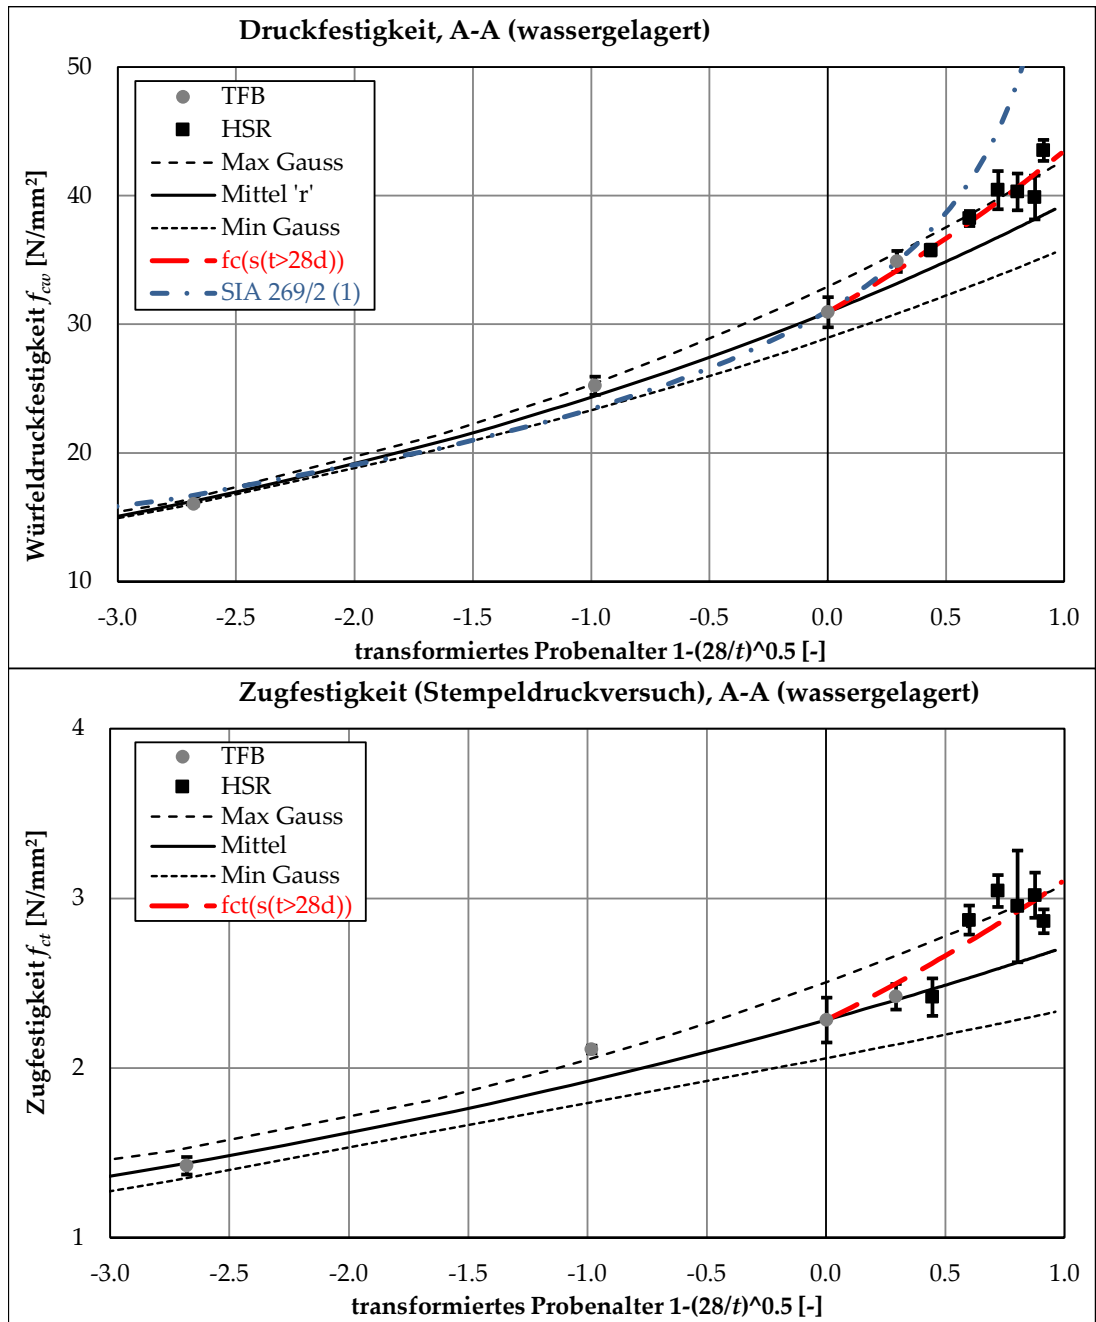 Druckfestigkeit, A-A (wassergelagert)
Würfeldruckfestigkeit f_cw [N/mm²]
50
40
30
20
10
TFB
HSR
Max Gauss
Mittel 'r'
Min Gauss
fc(s(t>28d))
SIA 269/2 (1)
-3.0 -2.5 -2.0 -1.5 -1.0 -0.5 0.0 0.5 1.0
transformiertes Probenalter 1-(28/t)^0.5 [-]
Zugfestigkeit (Stempeldruckversuch), A-A (wassergelagert)
Zugfestigkeit f_ct [N/mm²]
4
3
2
1
TFB
HSR
Max Gauss
Mittel
Min Gauss
fct(s(t>28d))
-3.0 -2.5 -2.0 -1.5 -1.0 -0.5 0.0 0.5 1.0
transformiertes Probenalter 1-(28/t)^0.5 [-]